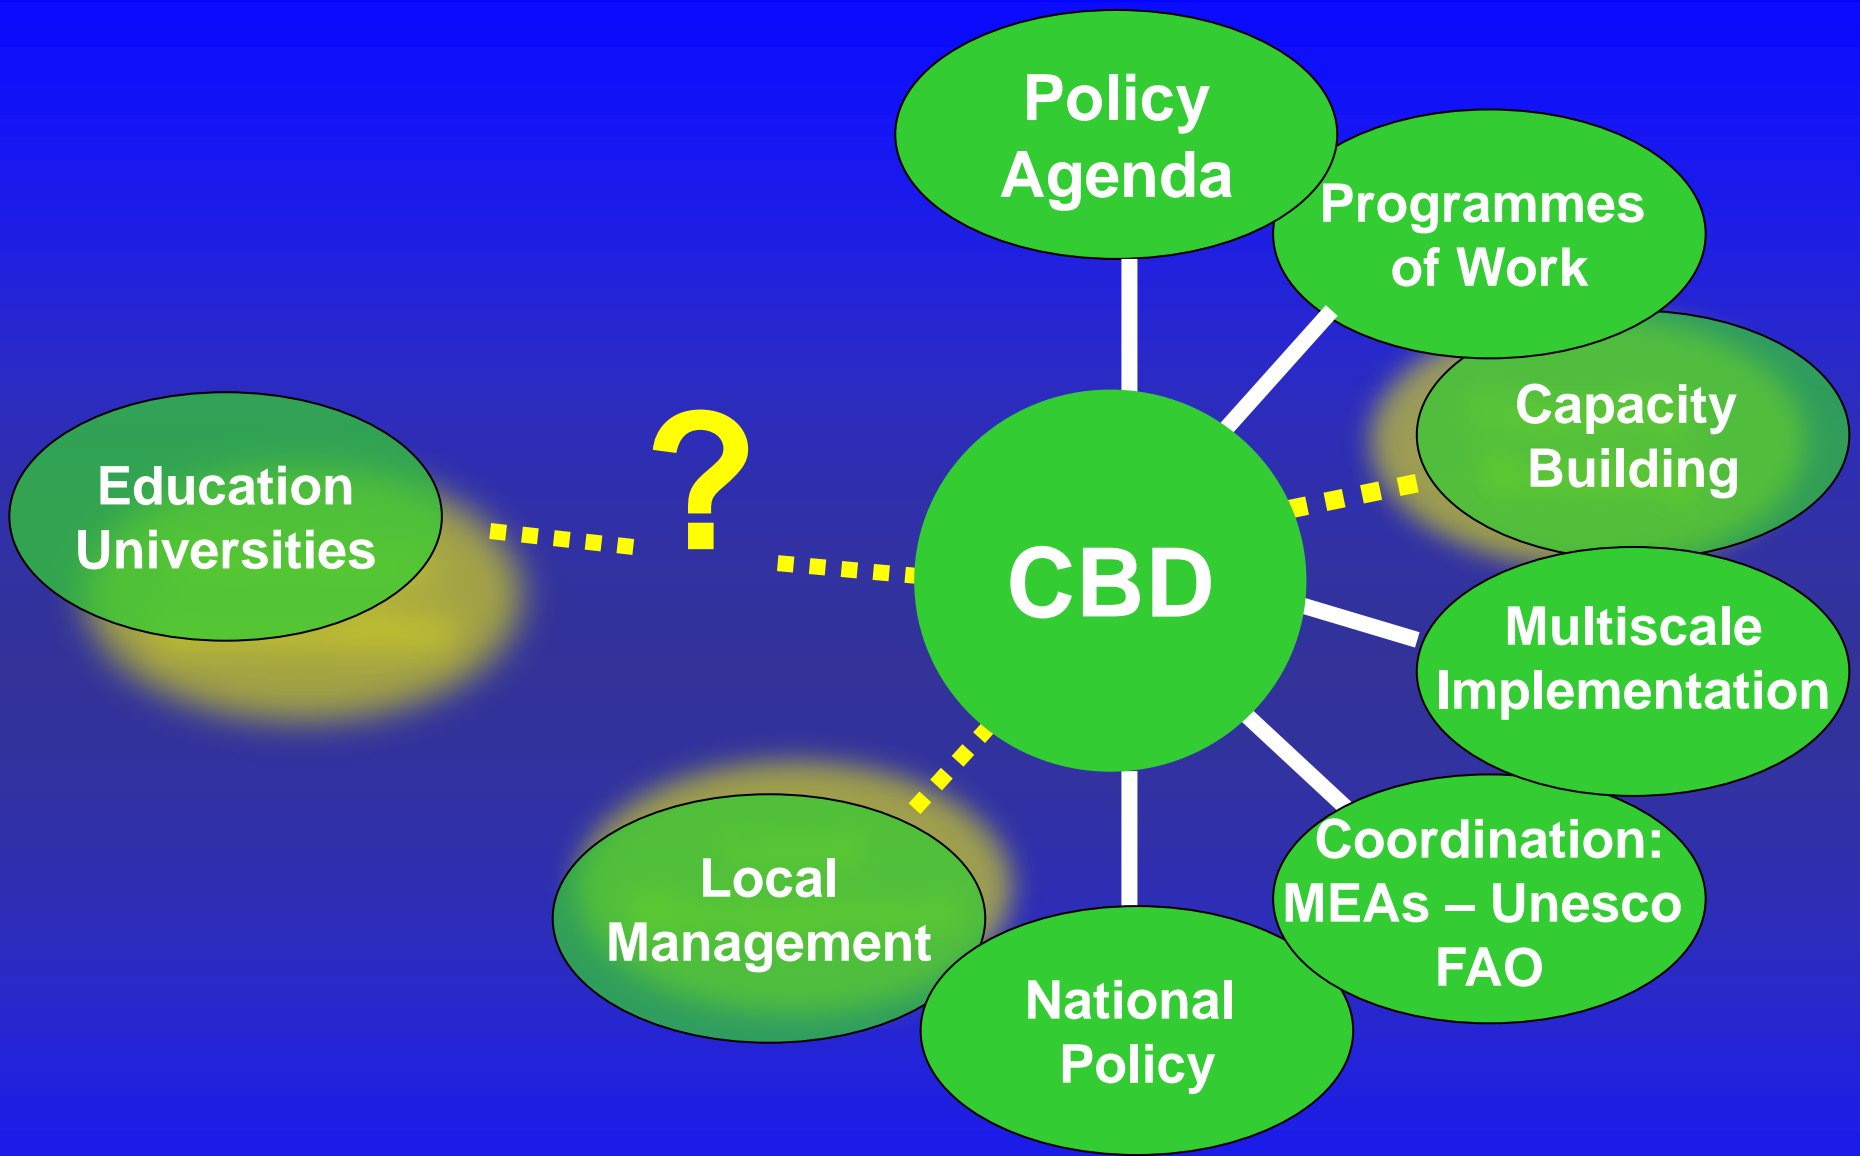 Policy
Agenda
Programmes
of Work
Capacity
Building
?
Education
Universities
CBD
Multiscale
Implementation
Coordination:
MEAs – Unesco
FAO
Local
Management
National
Policy